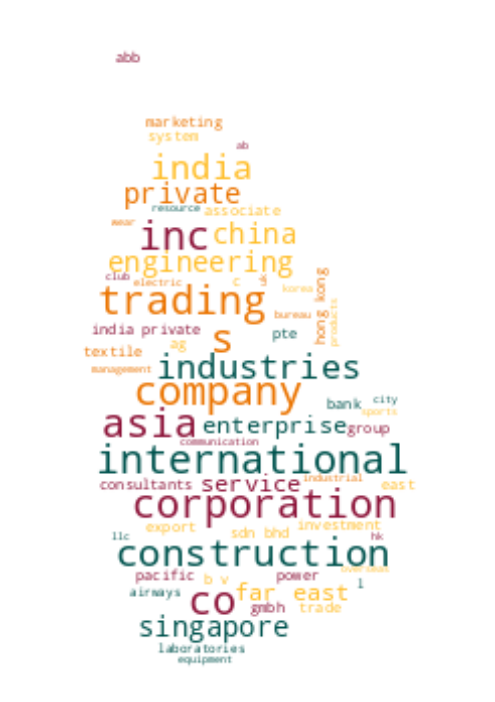 abb
marketing
system
ab
india
private
resource associate
wear
inc china
engineering
club
electric c sk korea
trading
hong kong
products
bureau
india private s pte
ag
textile
industries
management
company
bank city
sports
asia enterprise group
communication
international
consultants service industrial east
corporation
export sdn bhd investment
llc hk
construction
overseas
pacific b v power l
airways co far east
gmbh trade
singapore
laboratories
equipment